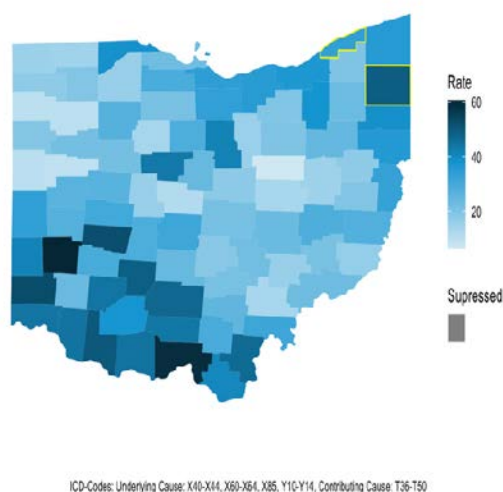 Rate
60
40
20
Supressed
ICD-Codes: Underlying Cause: X40-X44, X60-X64, X85, Y10-Y14, Contributing Cause: T36-T50